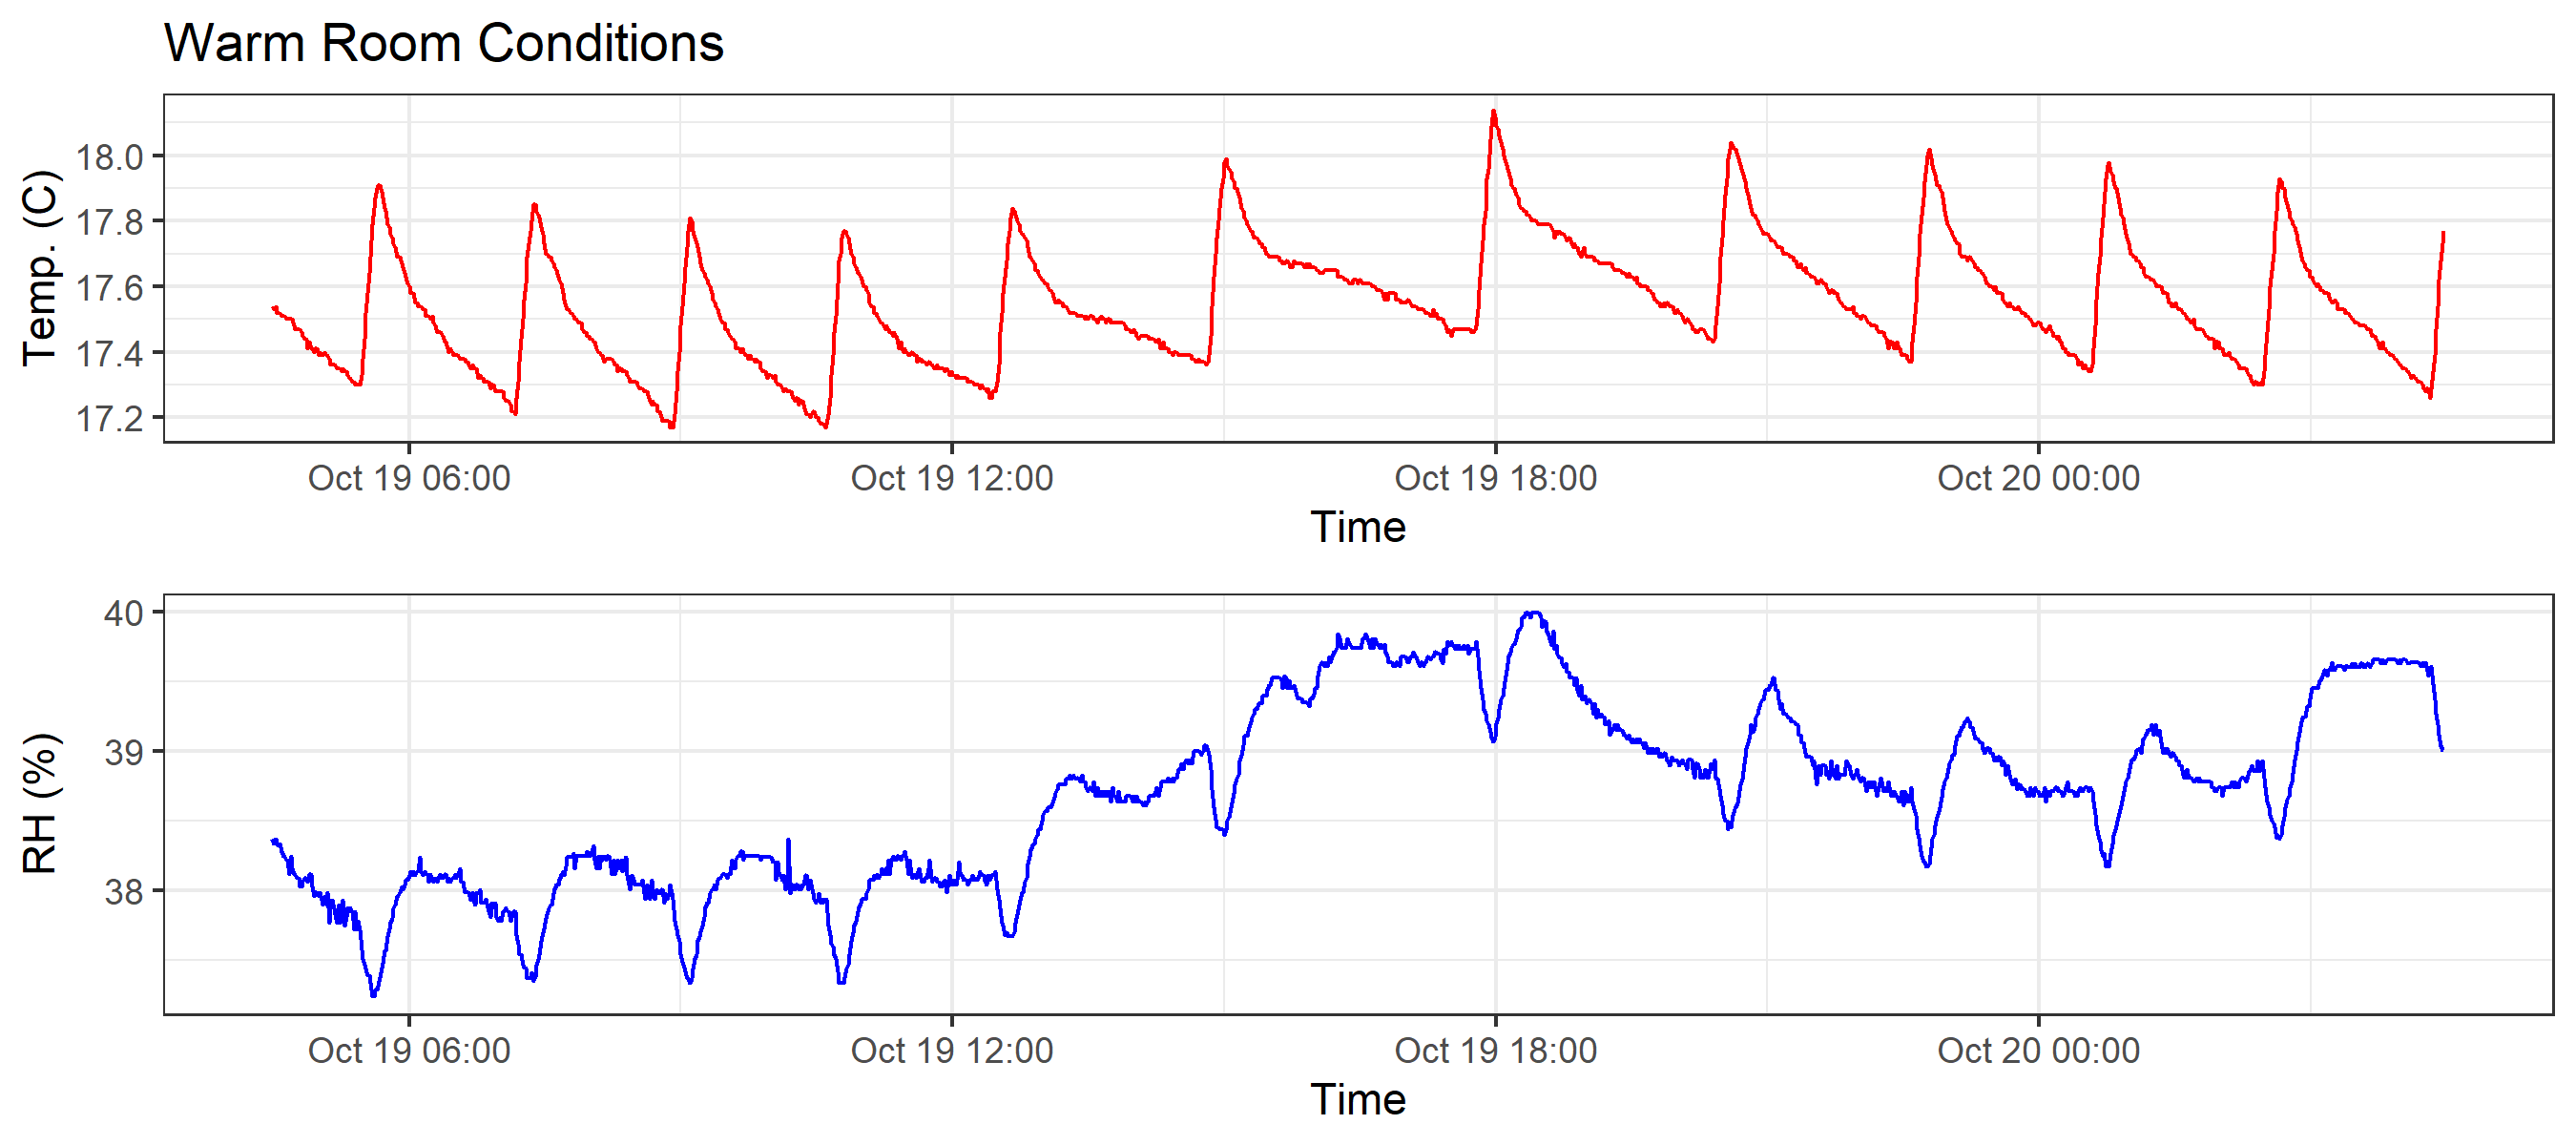 Warm Room Conditions
Temp. (C)
18.0
17.8
17.6
17.4
17.2
Oct 19 06:00 Oct 19 12:00 Oct 19 18:00 Oct 20 00:00
Time
RH (%)
40
39
38
Oct 19 06:00 Oct 19 12:00 Oct 19 18:00 Oct 20 00:00
Time